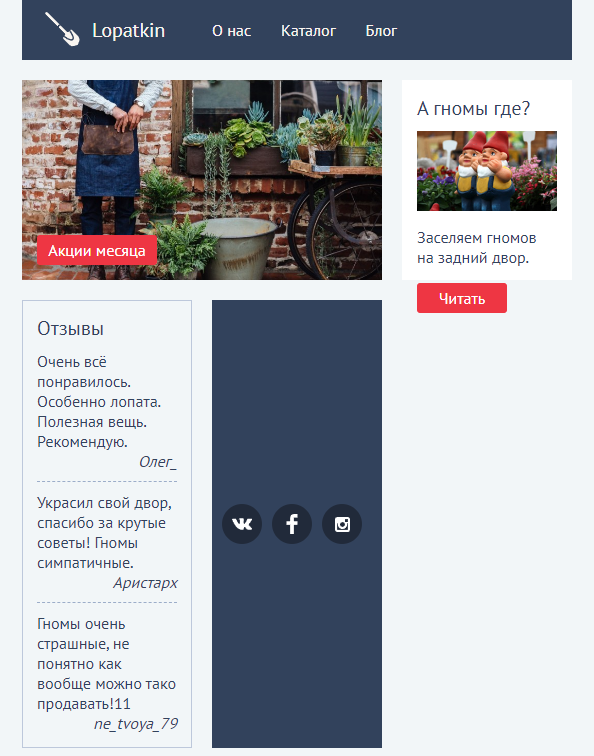 Lopatkin
О нас
Каталог
Блог
Акции месяца
А гномы где?
Заселяем гномов
на задний двор.
Читать
Отзывы
Очень всё
понравилось.
Особенно лопата.
Полезная вещь.
Рекомендую.
Олег_
Украсил свой двор,
спасибо за крутые
советы! Гномы
симпатичные.
Аристарх
Гномы очень
страшные, не
понятно как
вообще можно тако
продавать!11
ne_tvoya_79